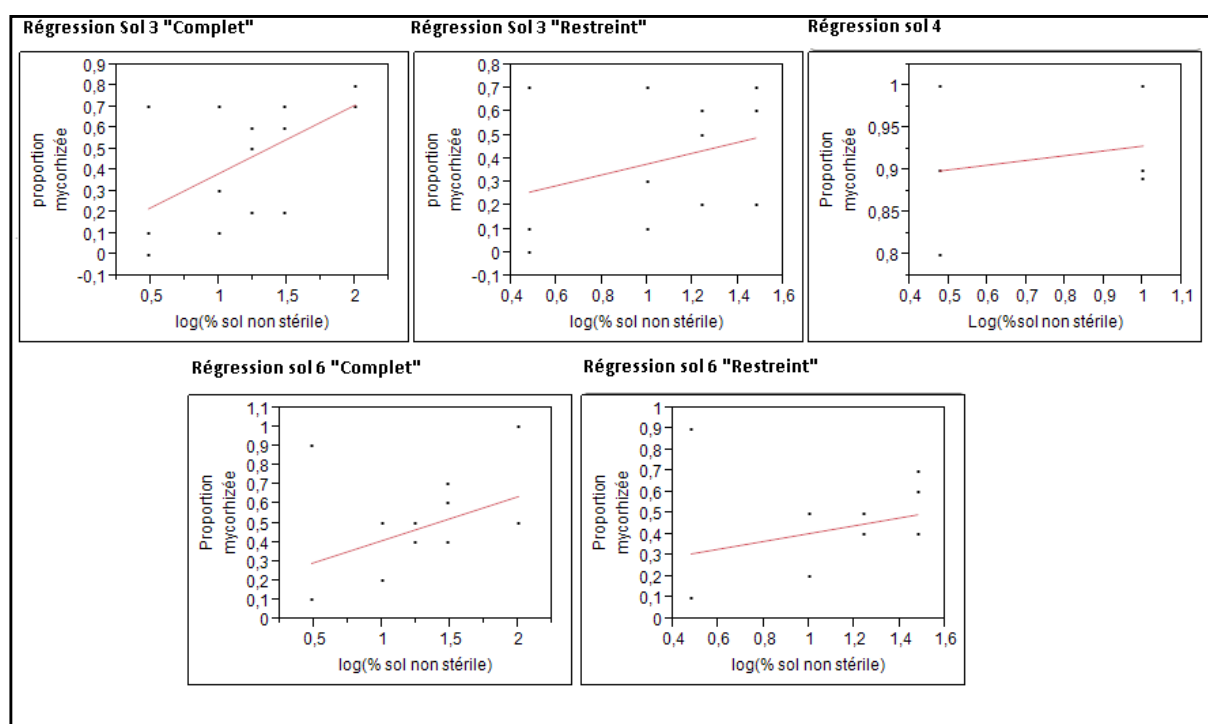 Régression Sol 3 "Complet"
0,9
0,8
0,7
0,6
0,5
0,4
0,3
0,2
0,1
0
-0,1
proportion
mycorhizée
0,5 1 1,5 2
log(% sol non stérile)
Régression Sol 3 "Restreint"
0,8
0,7
0,6
0,5
0,4
0,3
0,2
0,1
0
-0,1
proportion
mycorhizée
0,4 0,6 0,8 1 1,2 1,4 1,6
log(% sol non stérile)
Régression sol 4
1
0,95
0,9
0,85
0,8
Proportion
mycorhizée
0,4 0,5 0,6 0,7 0,8 0,9 1 1,1
Log(%sol non stérile)
Régression sol 6 "Complet"
1,1
1
0,9
0,8
0,7
0,6
0,5
0,4
0,3
0,2
0,1
0
Proportion
mycorhizée
0,5 1 1,5 2
log(% sol non stérile)
Régression sol 6 "Restreint"
1
0,9
0,8
0,7
0,6
0,5
0,4
0,3
0,2
0,1
0
Proportion
mycorhizée
0,4 0,6 0,8 1 1,2 1,4 1,6
log(% sol non stérile)